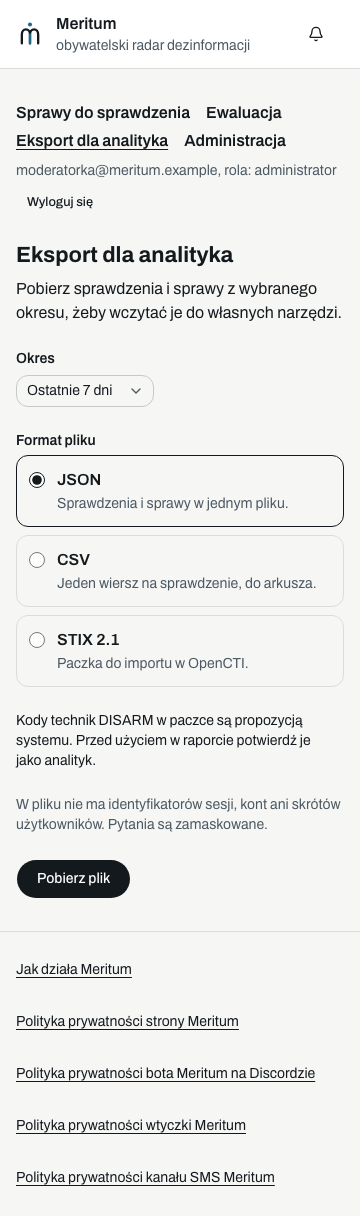 Meritum
obywatelski radar dezinformacji
Sprawy do sprawdzenia Ewaluacja
Eksport dla analityka Administracja
moderatorka@meritum.example, rola: administrator
Wyloguj się
Eksport dla analityka
Pobierz sprawdzenia i sprawy z wybranego
okresu, żeby wczytać je do własnych narzędzi.
Okres
Ostatnie 7 dni
Format pliku
JSON
Sprawdzenia i sprawy w jednym pliku.
CSV
Jeden wiersz na sprawdzenie, do arkusza.
STIX 2.1
Paczka do importu w OpenCTI.
Kody technik DISARM w paczce są propozycją
systemu. Przed użyciem w raporcie potwierdź je
jako analityk.
W pliku nie ma identyfikatorów sesji, kont ani skrótów
użytkowników. Pytania są zamaskowane.
Pobierz plik
Jak działa Meritum
Polityka prywatności strony Meritum
Polityka prywatności bota Meritum na Discordzie
Polityka prywatności wtyczki Meritum
Polityka prywatności kanału SMS Meritum